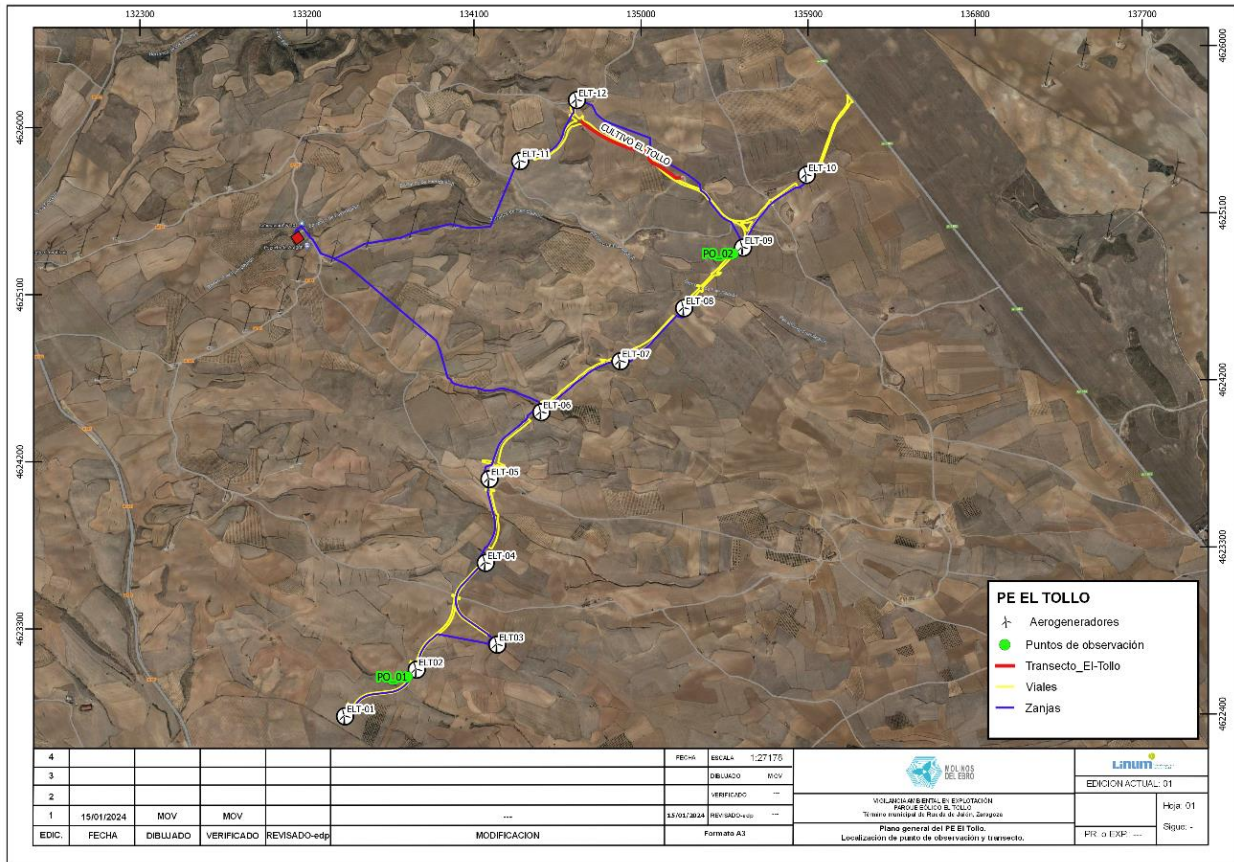 132300 133200 134100 135000 135900 136800 137700
4626000
4626000
ELT-12
CULTIVO EL TOLLO
ELT-11
ELT-10
4625100
ELT-09
PO_02
4625100
ELT-08
ELT-07
4624200
ELT-06
4624200
ELT-05
4623300
ELT-04
4623300
ELT03
ELT02
PO_01
ELT-01
4622400
PE EL TOLLO
Aerogeneradores
Puntos de observación
Transecto_El-Tollo
Viales
Zanjas
4
3
2
1 15/01/2024 MOV MOV ---
EDIC. FECHA DIBUJADO VERIFICADO REVISADO-edp MODIFICACION
FECHA ESCALA 1:27178
DIBUJADO MOV
VERIFICADO ---
15/01/2024 REVISADO-edp ---
Formato A3
MOLINOS
DEL EBRO
VIGILANCIA AMBIENTAL EN EXPLOTACIÓN
PARQUE EÓLICO EL TOLLO
Término municipal de Rueda de Jalón, Zaragoza
Plano general del PE El Tollo.
Localización de punto de observación y transecto.
Linum
EDICION ACTUAL: 01
Hoja: 01
Sigue: -
PR. o EXP: ---